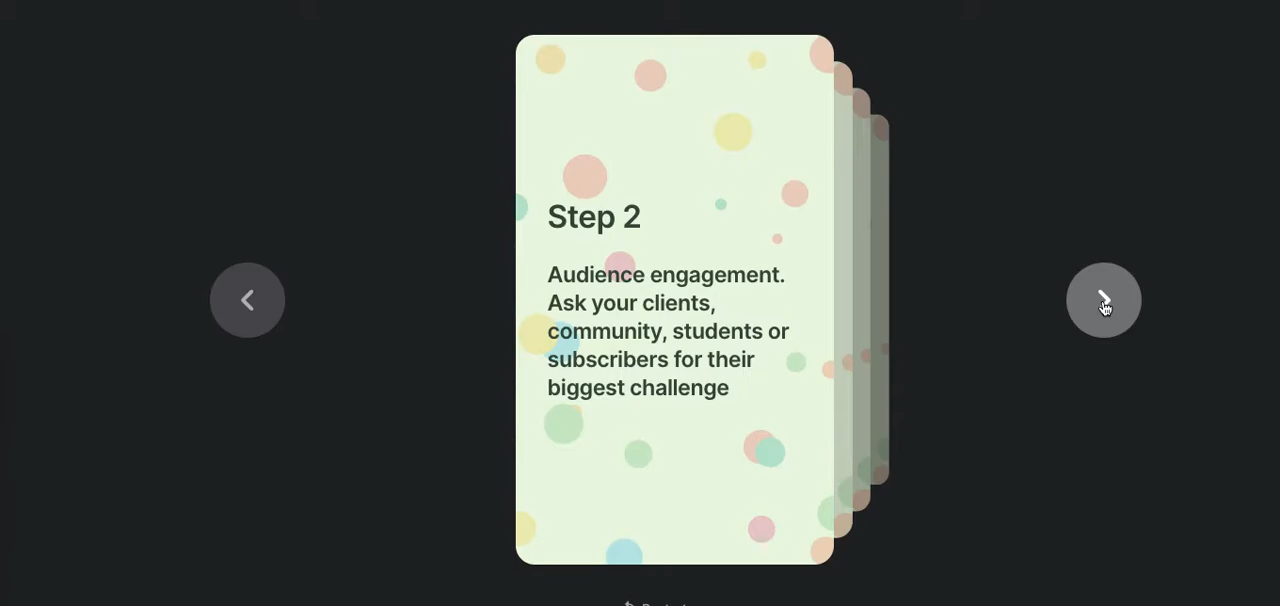 Step 2
Audience engagement.
Ask your clients,
community, students or
subscribers for their
biggest challenge